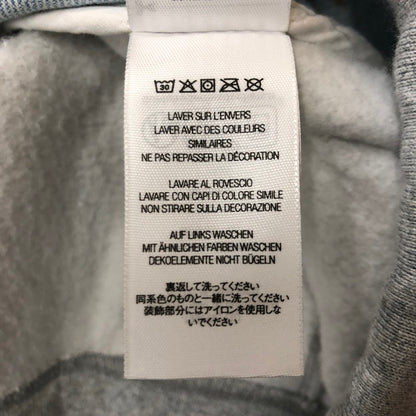 30
LAVER SUR L'ENVERS
LAVER AVEC DES COULEURS
SIMILAIRES
NE PAS REPASSER LA DÉCORATION
LAVARE AL ROVESCIO
LAVARE CON CAPI DI COLORE SIMILE
NON STIRARE SULLA DECORAZIONE
AUF LINKS WASCHEN
MIT ÄHNLICHEN FARBEN WASCHEN
DEKOELEMENTE NICHT BÜGELN
裏返して洗ってください
同系色のものと一緒に洗ってください
装飾部分にはアイロンを使用しな
いでください